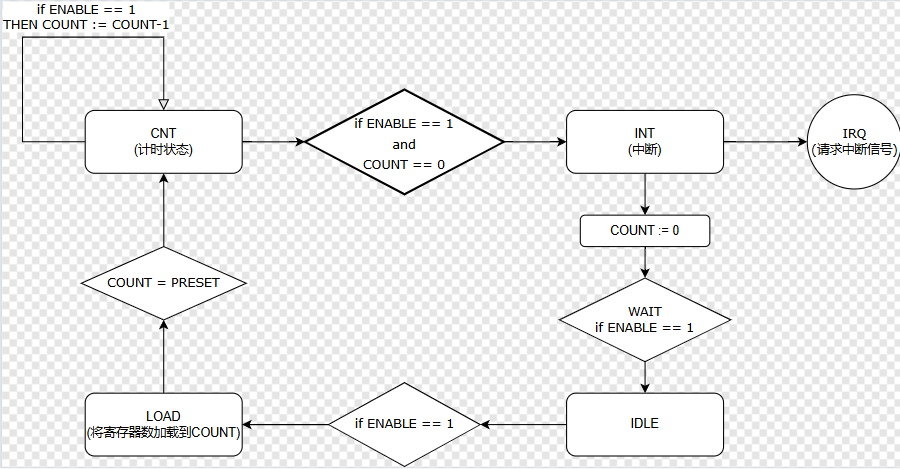 if ENABLE == 1
THEN COUNT := COUNT-1
CNT
(计时状态)
if ENABLE == 1
and
COUNT == 0
INT
(中断)
IRQ
(请求中断信号)
COUNT := 0
COUNT = PRESET
WAIT
if ENABLE == 1
LOAD
(将寄存器数加载到COUNT)
if ENABLE == 1
IDLE